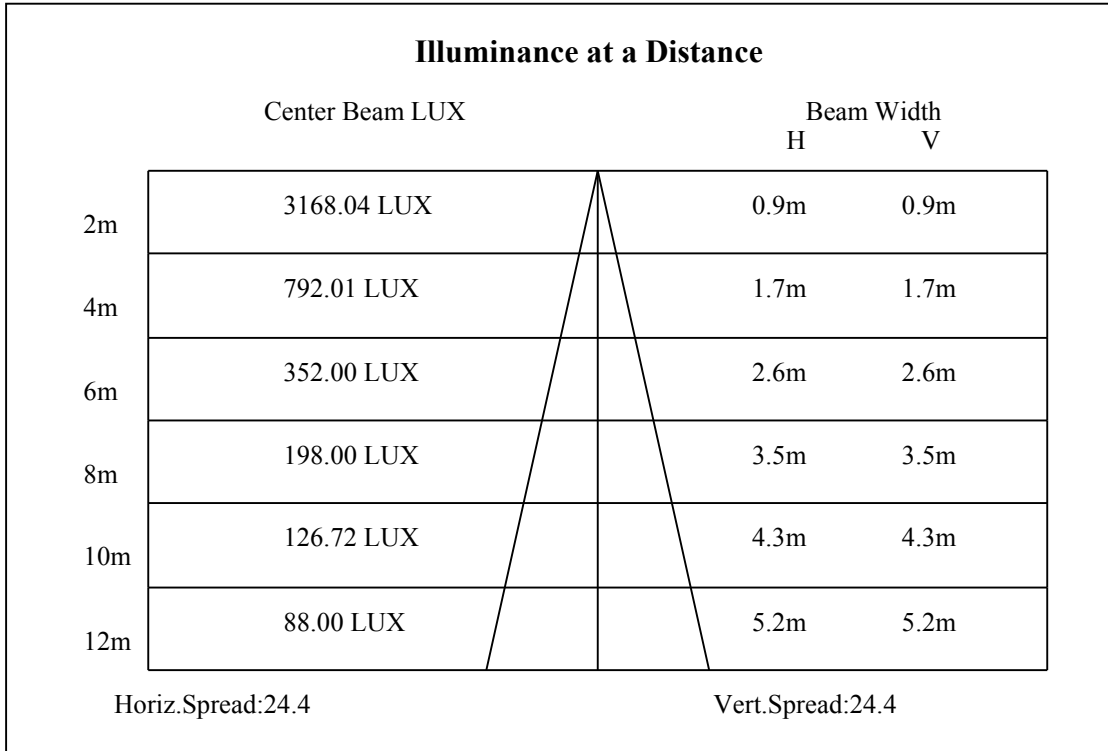 Illuminance at a Distance
Center Beam LUX Beam Width
H V
2m 3168.04 LUX 0.9m 0.9m
4m 792.01 LUX 1.7m 1.7m
6m 352.00 LUX 2.6m 2.6m
8m 198.00 LUX 3.5m 3.5m
10m 126.72 LUX 4.3m 4.3m
12m 88.00 LUX 5.2m 5.2m
Horiz.Spread:24.4 Vert.Spread:24.4